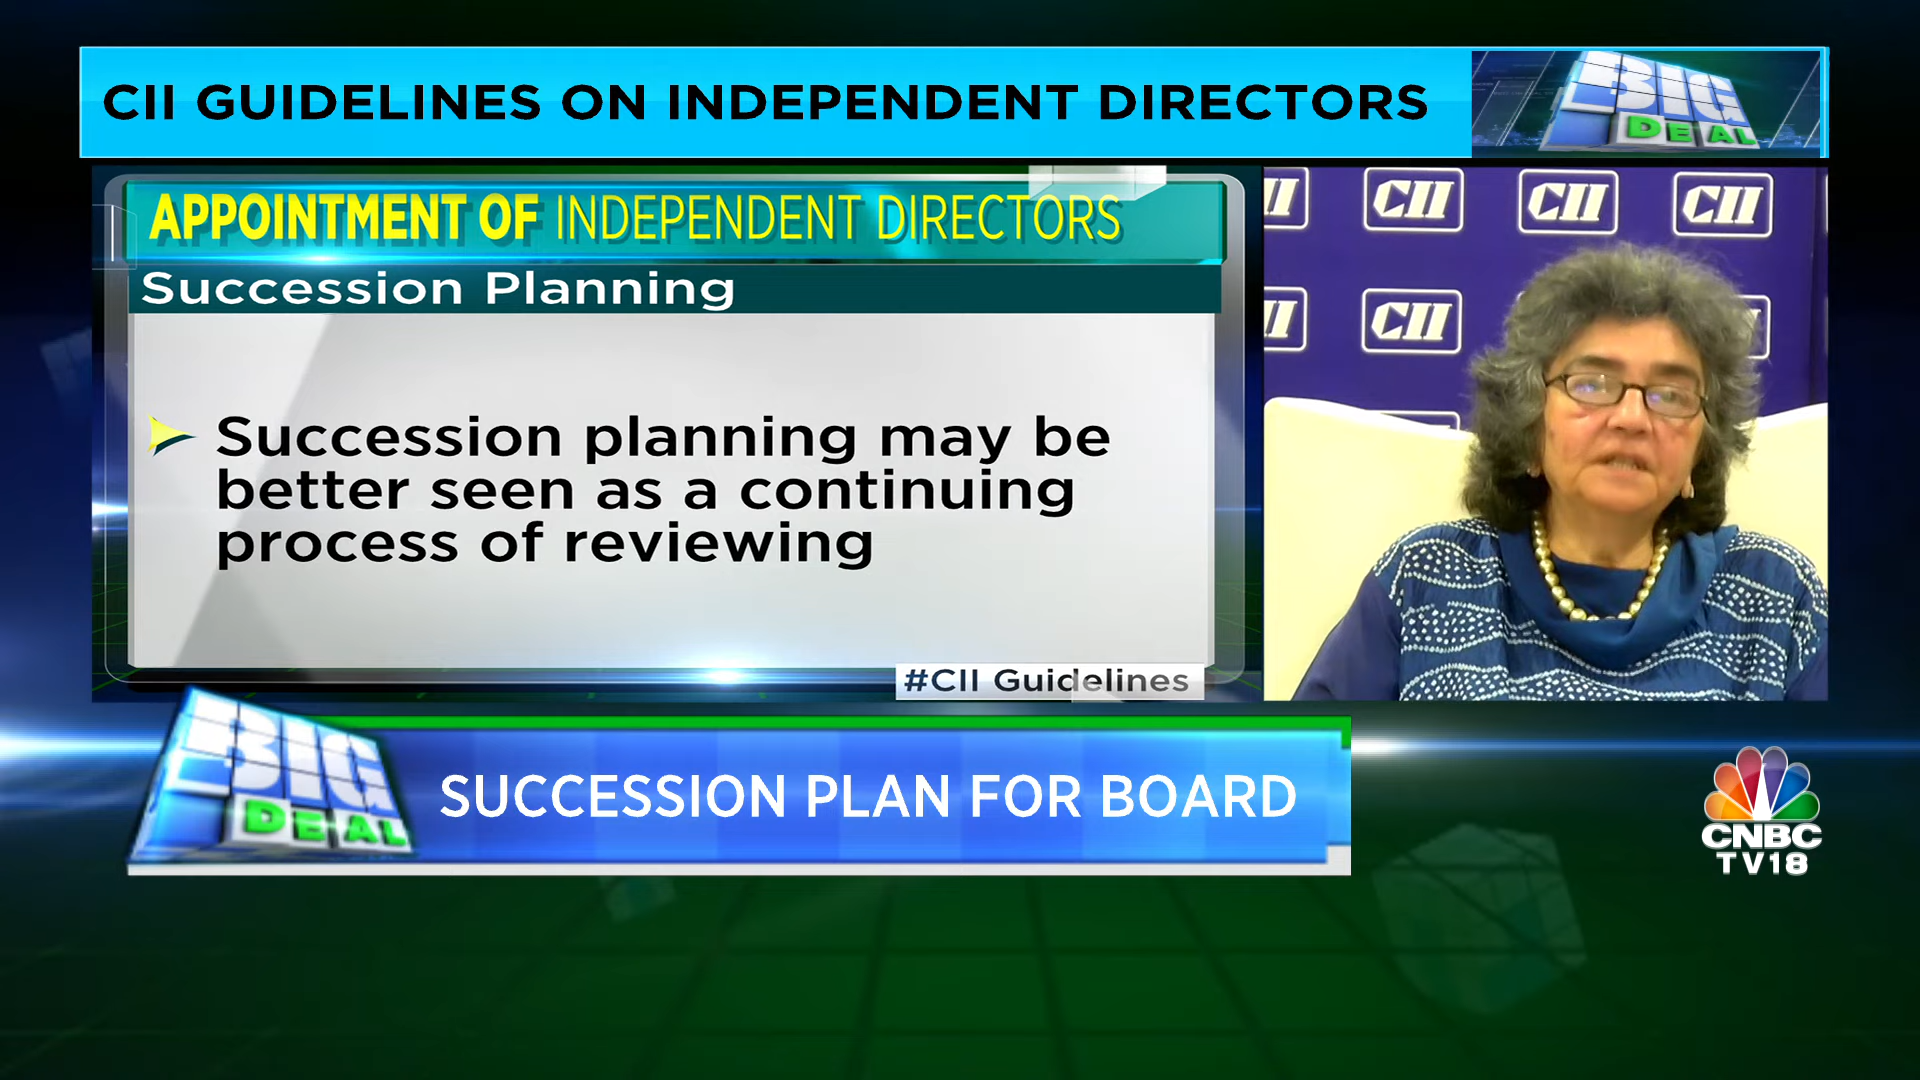 CII GUIDELINES ON INDEPENDENT DIRECTORS
BIG
DEAL
APPOINTMENT OF INDEPENDENT DIRECTORS
Succession Planning
Succession planning may be
better seen as a continuing
process of reviewing
#CII Guidelines
CII CII CII CII
CII CII
BIG
DEAL
SUCCESSION PLAN FOR BOARD
CNBC
TV18